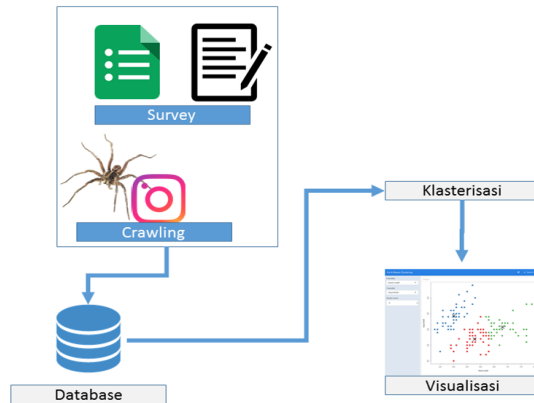 Survey
Crawling
Database
Klasterisasi
Visualisasi